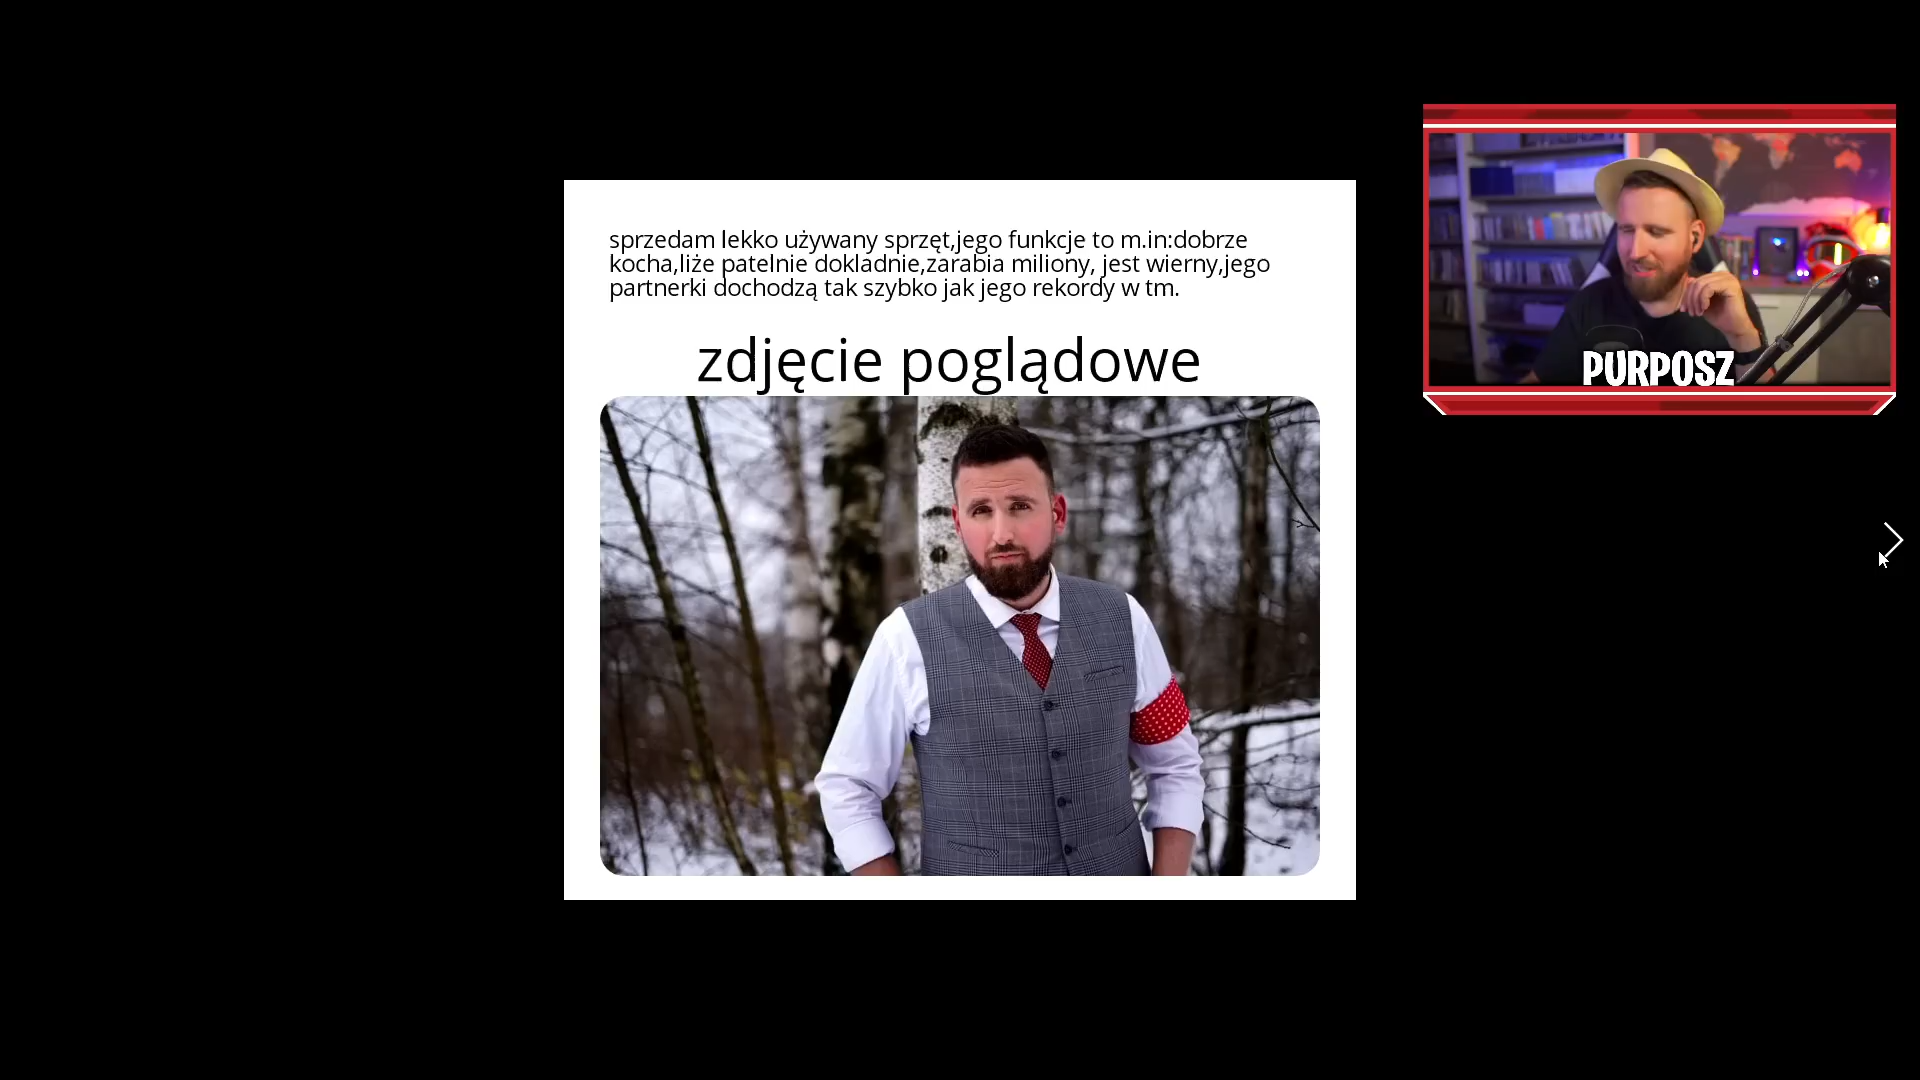 sprzedam lekko używany sprzęt,jego funkcje to m.in:dobrze
kocha,liże patelnie dokladnie,zarabia miliony, jest wierny,jego
partnerki dochodzą tak szybko jak jego rekordy w tm.
zdjęcie poglądowe
PURPOSZ